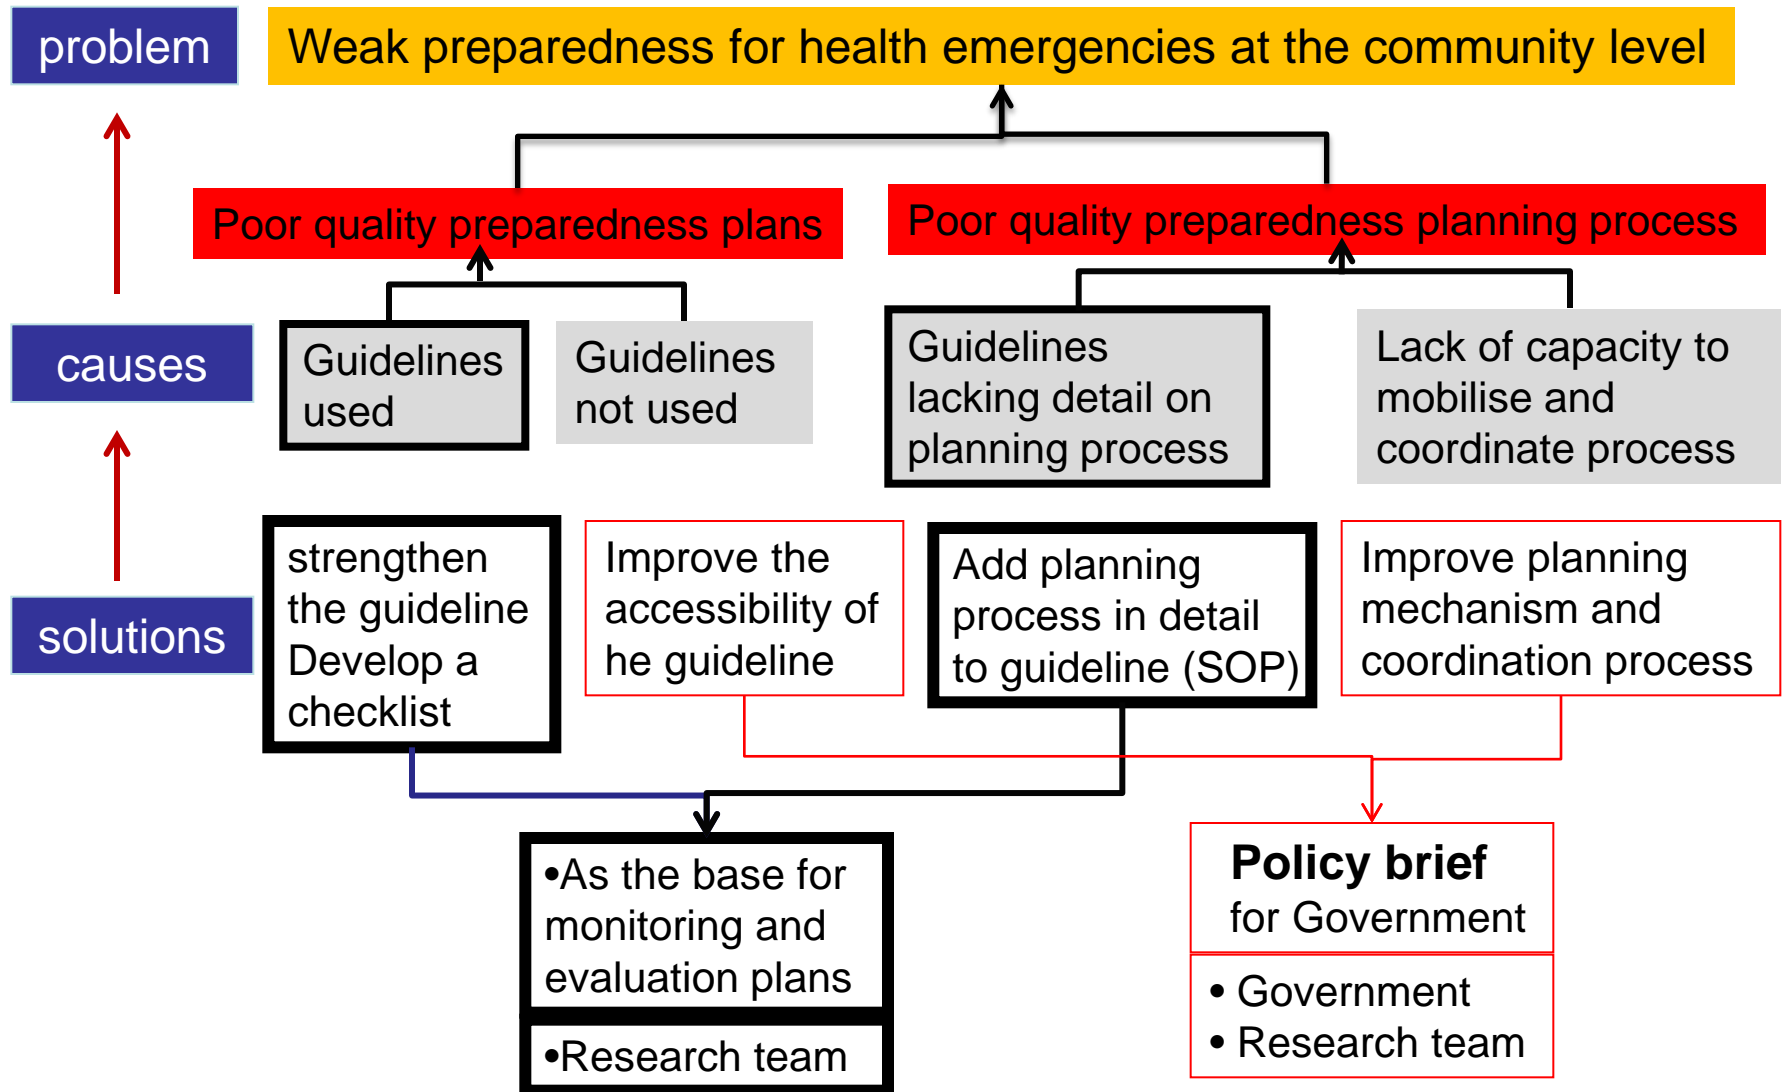 problem
Weak preparedness for health emergencies at the community level
Poor quality preparedness plans
Poor quality preparedness planning process
causes
Guidelines
used
Guidelines
not used
Guidelines
lacking detail on
planning process
Lack of capacity to
mobilise and
coordinate process
solutions
strengthen
the guideline
Develop a
checklist
Improve the
accessibility of
he guideline
Add planning
process in detail
to guideline (SOP)
Improve planning
mechanism and
coordination process
•As the base for
monitoring and
evaluation plans
•Research team
Policy brief
for Government
• Government
• Research team